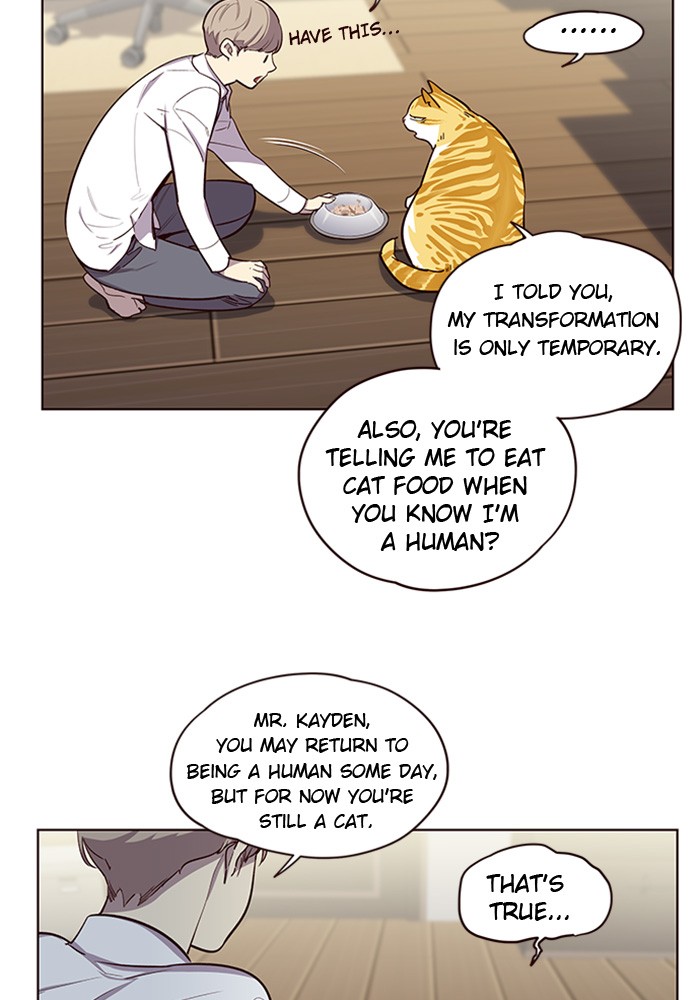 HAVE THIS...
......
I TOLD YOU,
MY TRANSFORMATION
IS ONLY TEMPORARY.
ALSO, YOU'RE
TELLING ME TO EAT
CAT FOOD WHEN
YOU KNOW I'M
A HUMAN?
MR. KAYDEN,
YOU MAY RETURN TO
BEING A HUMAN SOME DAY,
BUT FOR NOW YOU'RE
STILL A CAT.
THAT'S
TRUE...